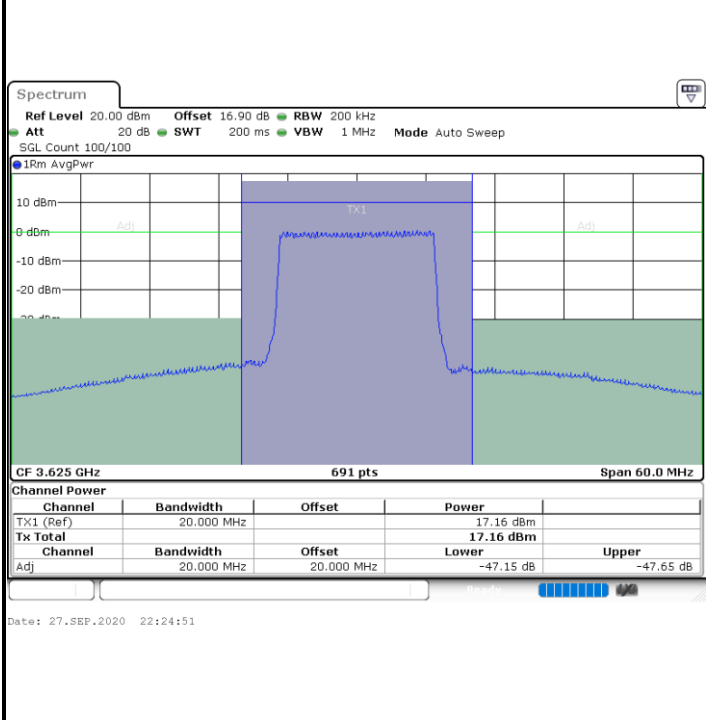 Spectrum
Ref Level 20.00 dBm Offset 16.90 dB RBW 200 kHz
Att 20 dB SWT 200 ms VBW 1 MHz Mode Auto Sweep
SGL Count 100/100
1Rm AvgPwr
10 dBm
TX1
Adj Adj
0 dBm
-10 dBm
-20 dBm
CF 3.625 GHz 691 pts Span 60.0 MHz
Channel Power
Channel Bandwidth Offset Power
TX1 (Ref) 20.000 MHz 17.16 dBm
Tx Total 17.16 dBm
Channel Bandwidth Offset Lower Upper
Adj 20.000 MHz 20.000 MHz -47.15 dB -47.65 dB
Ready
Date: 27.SEP.2020 22:24:51